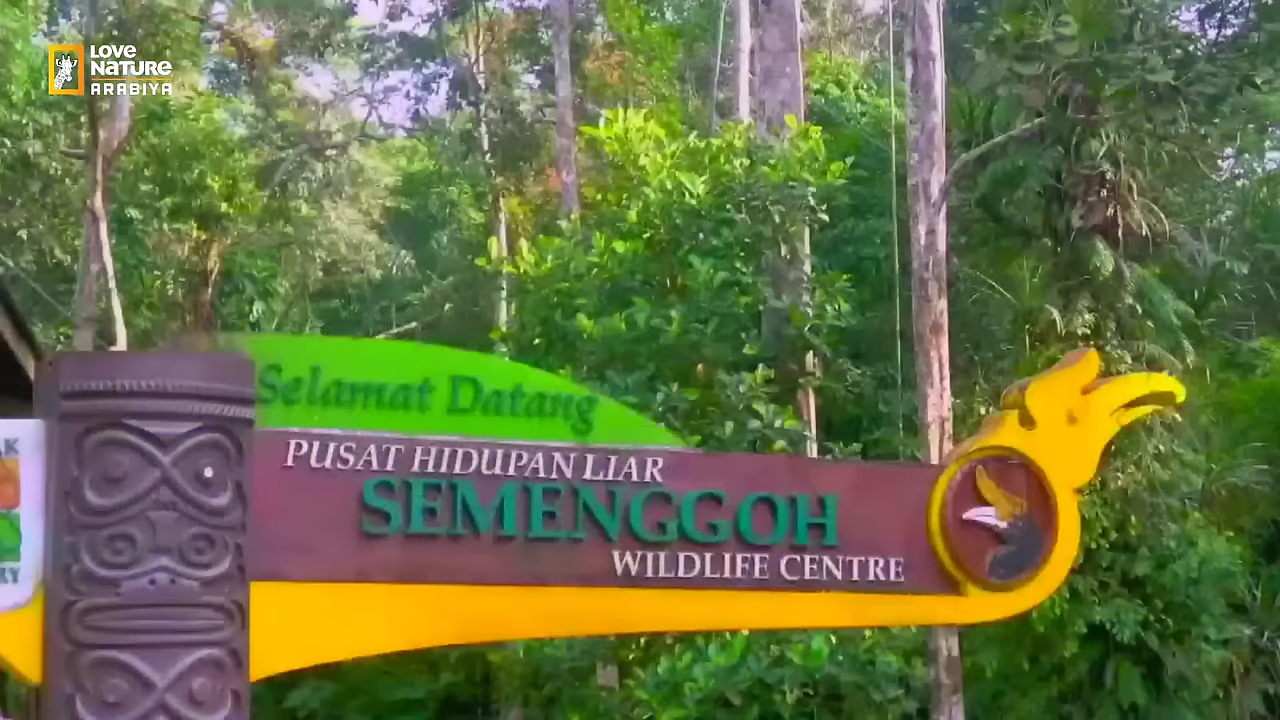 LOVE
NATURE
ARABIYA
Selamat Datang
PUSAT HIDUPAN LIAR
SEMENGGOH
WILDLIFE CENTRE